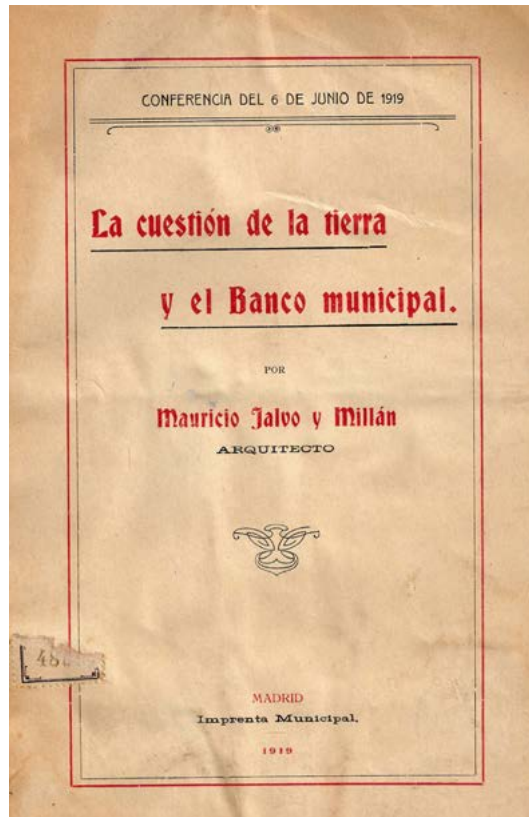 CONFERENCIA DEL 6 DE JUNIO DE 1919
La cuestión de la tierra
y el Banco municipal.
POR
Mauricio Jalvo y Millán
ARQUITECTO
MADRID
Imprenta Municipal.
1919